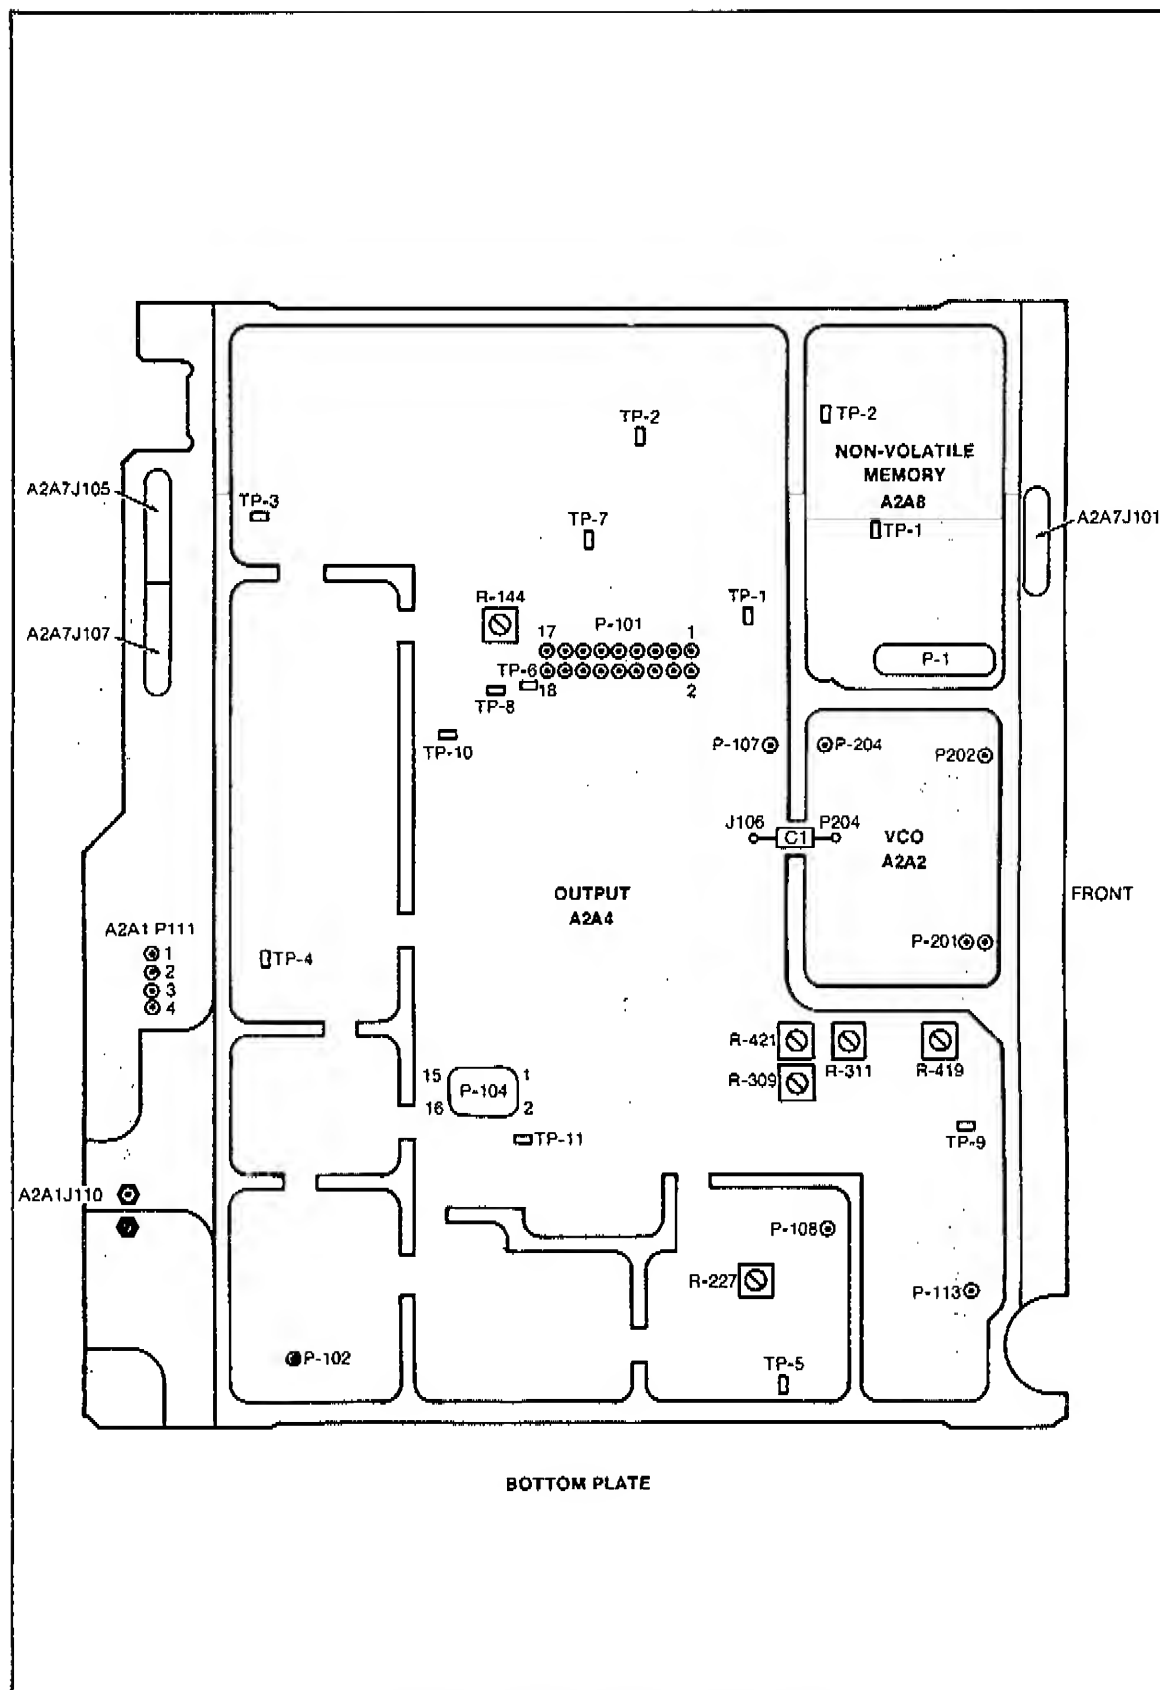 TP-2
TP-2
NON-VOLATILE
MEMORY
A2A8
A2A7J105
TP-3
TP-7
TP-1
A2A7J101
R-144
TP-1
17 P-101 1
A2A7J107
TP-6
18 2
P-1
TP-8
TP-10
P-107
P-204
P202
J106 P204
C1
VCO
A2A2
OUTPUT
A2A4
FRONT
A2A1 P111
1
2
3
4
TP-4
P-201
R-421
R-311
R-419
R-309
15 1
P-104
16 2
TP-11
TP-9
A2A1J110
P-108
R-227
P-113
P-102
TP-5
BOTTOM PLATE